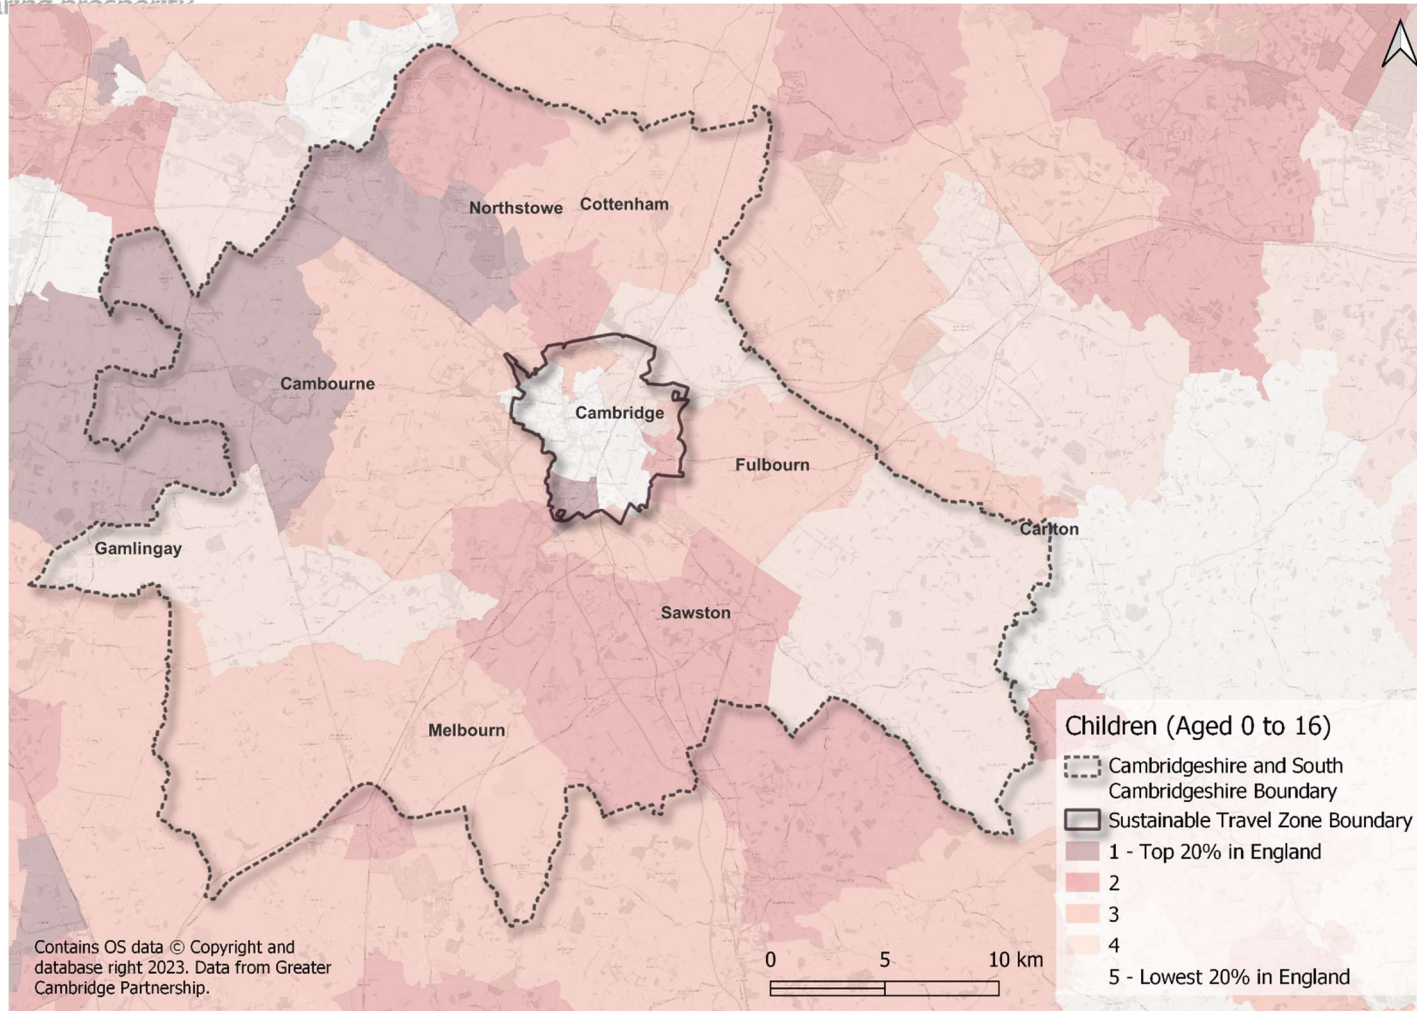 Northstowe Cottenham
Cambourne
Cambridge
Fulbourn
Gamlingay
Carlton
Sawston
Melbourn
Children (Aged 0 to 16)
Cambridgeshire and South
Cambridgeshire Boundary
Sustainable Travel Zone Boundary
1 - Top 20% in England
2
3
4
5 - Lowest 20% in England
Contains OS data © Copyright and
database right 2023. Data from Greater
Cambridge Partnership.
0 5 10 km